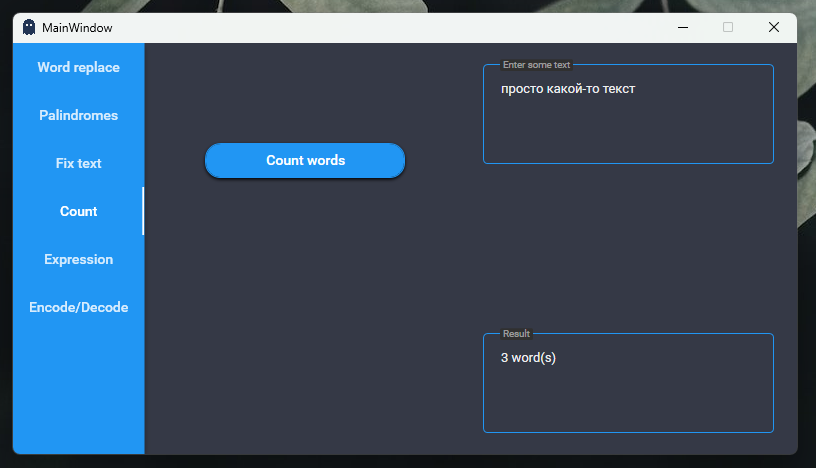 MainWindow
Word replace
Palindromes
Fix text
Count
Expression
Encode/Decode
Count words
Enter some text
просто какой-то текст
Result
3 word(s)